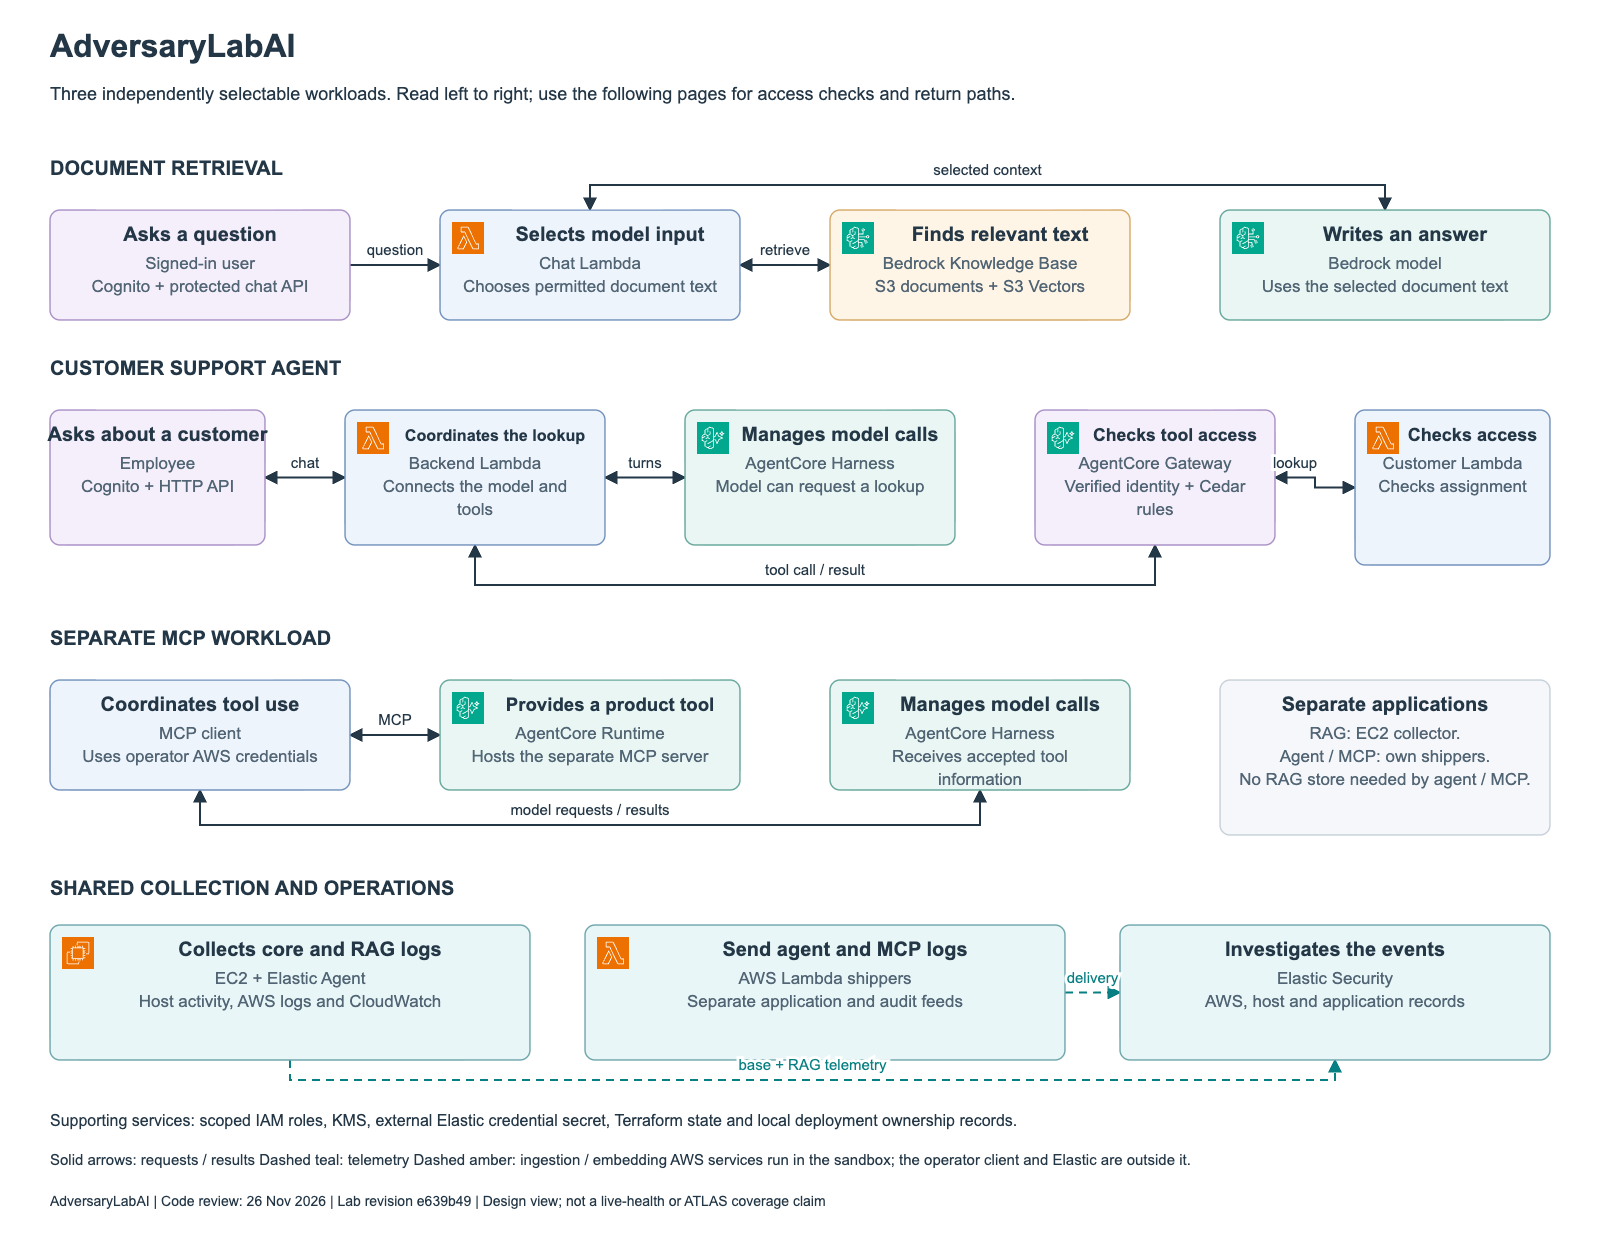 AdversaryLabAI
Three independently selectable workloads. Read left to right; use the following pages for access checks and return paths.
DOCUMENT RETRIEVAL
selected context
Asks a question
Signed-in user
Cognito + protected chat API
question
Selects model input
Chat Lambda
Chooses permitted document text
retrieve
Finds relevant text
Bedrock Knowledge Base
S3 documents + S3 Vectors
Writes an answer
Bedrock model
Uses the selected document text
CUSTOMER SUPPORT AGENT
Asks about a customer
Employee
Cognito + HTTP API
chat
Coordinates the lookup
Backend Lambda
Connects the model and
tools
turns
Manages model calls
AgentCore Harness
Model can request a lookup
Checks tool access
AgentCore Gateway
Verified identity + Cedar
rules
lookup
Checks access
Customer Lambda
Checks assignment
tool call / result
SEPARATE MCP WORKLOAD
Coordinates tool use
MCP client
Uses operator AWS credentials
MCP
Provides a product tool
AgentCore Runtime
Hosts the separate MCP server
Manages model calls
AgentCore Harness
Receives accepted tool
information
Separate applications
RAG: EC2 collector.
Agent / MCP: own shippers.
No RAG store needed by agent / MCP.
model requests / results
SHARED COLLECTION AND OPERATIONS
Collects core and RAG logs
EC2 + Elastic Agent
Host activity, AWS logs and CloudWatch
Send agent and MCP logs
AWS Lambda shippers
Separate application and audit feeds
delivery
Investigates the events
Elastic Security
AWS, host and application records
base + RAG telemetry
Supporting services: scoped IAM roles, KMS, external Elastic credential secret, Terraform state and local deployment ownership records.
Solid arrows: requests / results Dashed teal: telemetry Dashed amber: ingestion / embedding AWS services run in the sandbox; the operator client and Elastic are outside it.
AdversaryLabAI | Code review: 26 Nov 2026 | Lab revision e639b49 | Design view; not a live-health or ATLAS coverage claim